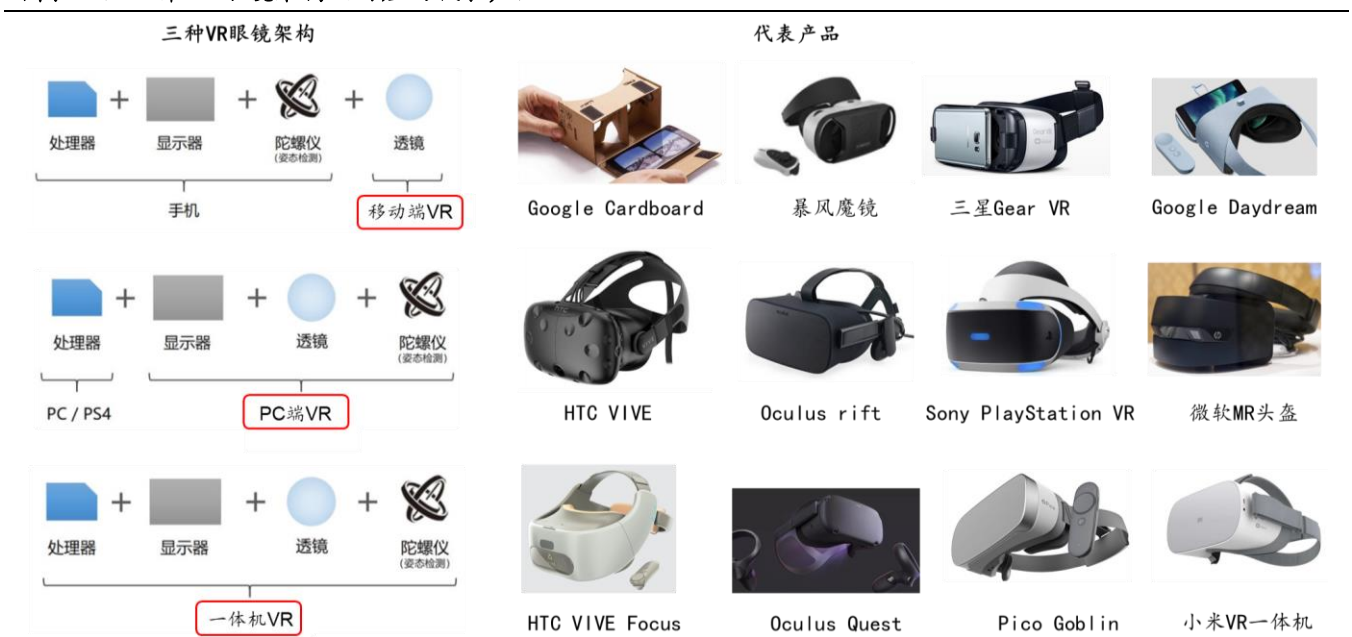 三种VR眼镜架构
代表产品
处理器 + 显示器 + 陀螺仪 + 透镜
(姿态检测)
手机
移动端VR
Google Cardboard
暴风魔镜
三星Gear VR
Google Daydream
处理器 + 显示器 + 透镜 + 陀螺仪
(姿态检测)
PC / PS4
PC端VR
HTC VIVE
Oculus rift
Sony PlayStation VR
微软MR头盔
处理器 + 显示器 + 透镜 + 陀螺仪
(姿态检测)
一体机VR
HTC VIVE Focus
Oculus Quest
Pico Goblin
小米VR一体机